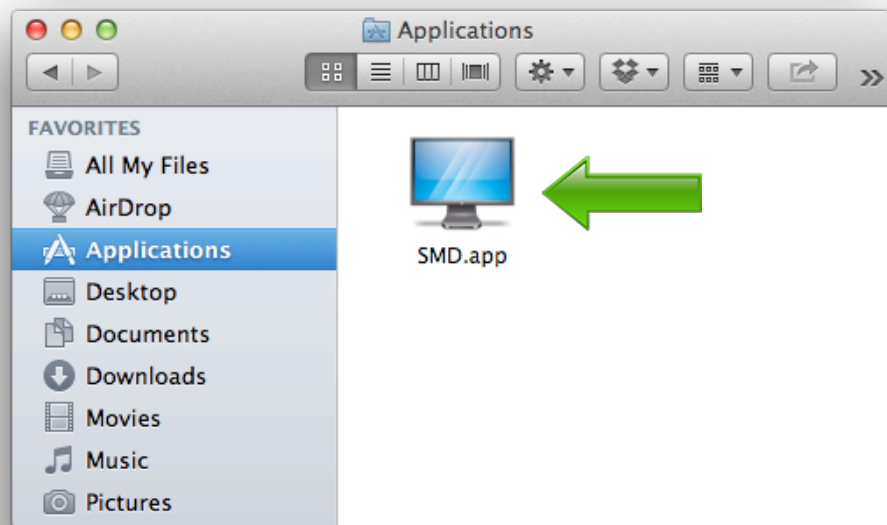 Applications
FAVORITES
All My Files
AirDrop
Applications
Desktop
Documents
Downloads
Movies
Music
Pictures
SMD.app